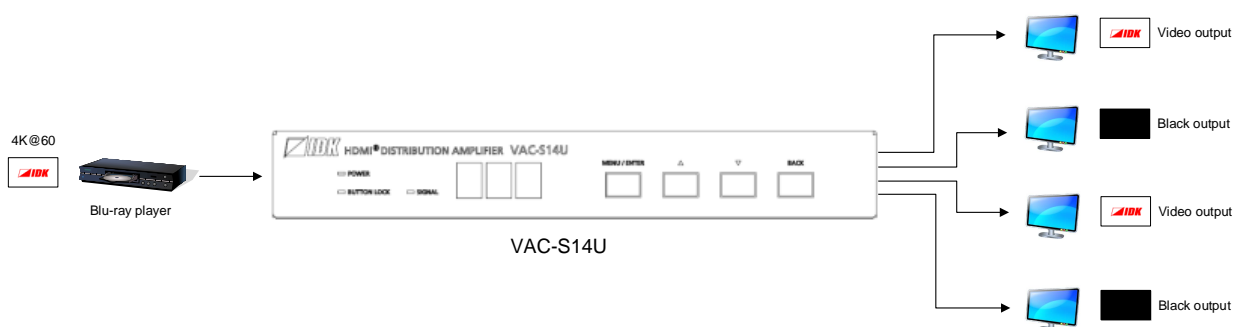 4K@60
IDK
Blu-ray player
IDK HDMI® DISTRIBUTION AMPLIFIER VAC-S14U
POWER
BUTTON LOCK SIGNAL
MENU / ENTER △ ▽ BACK
VAC-S14U
IDK Video output
Black output
IDK Video output
Black output